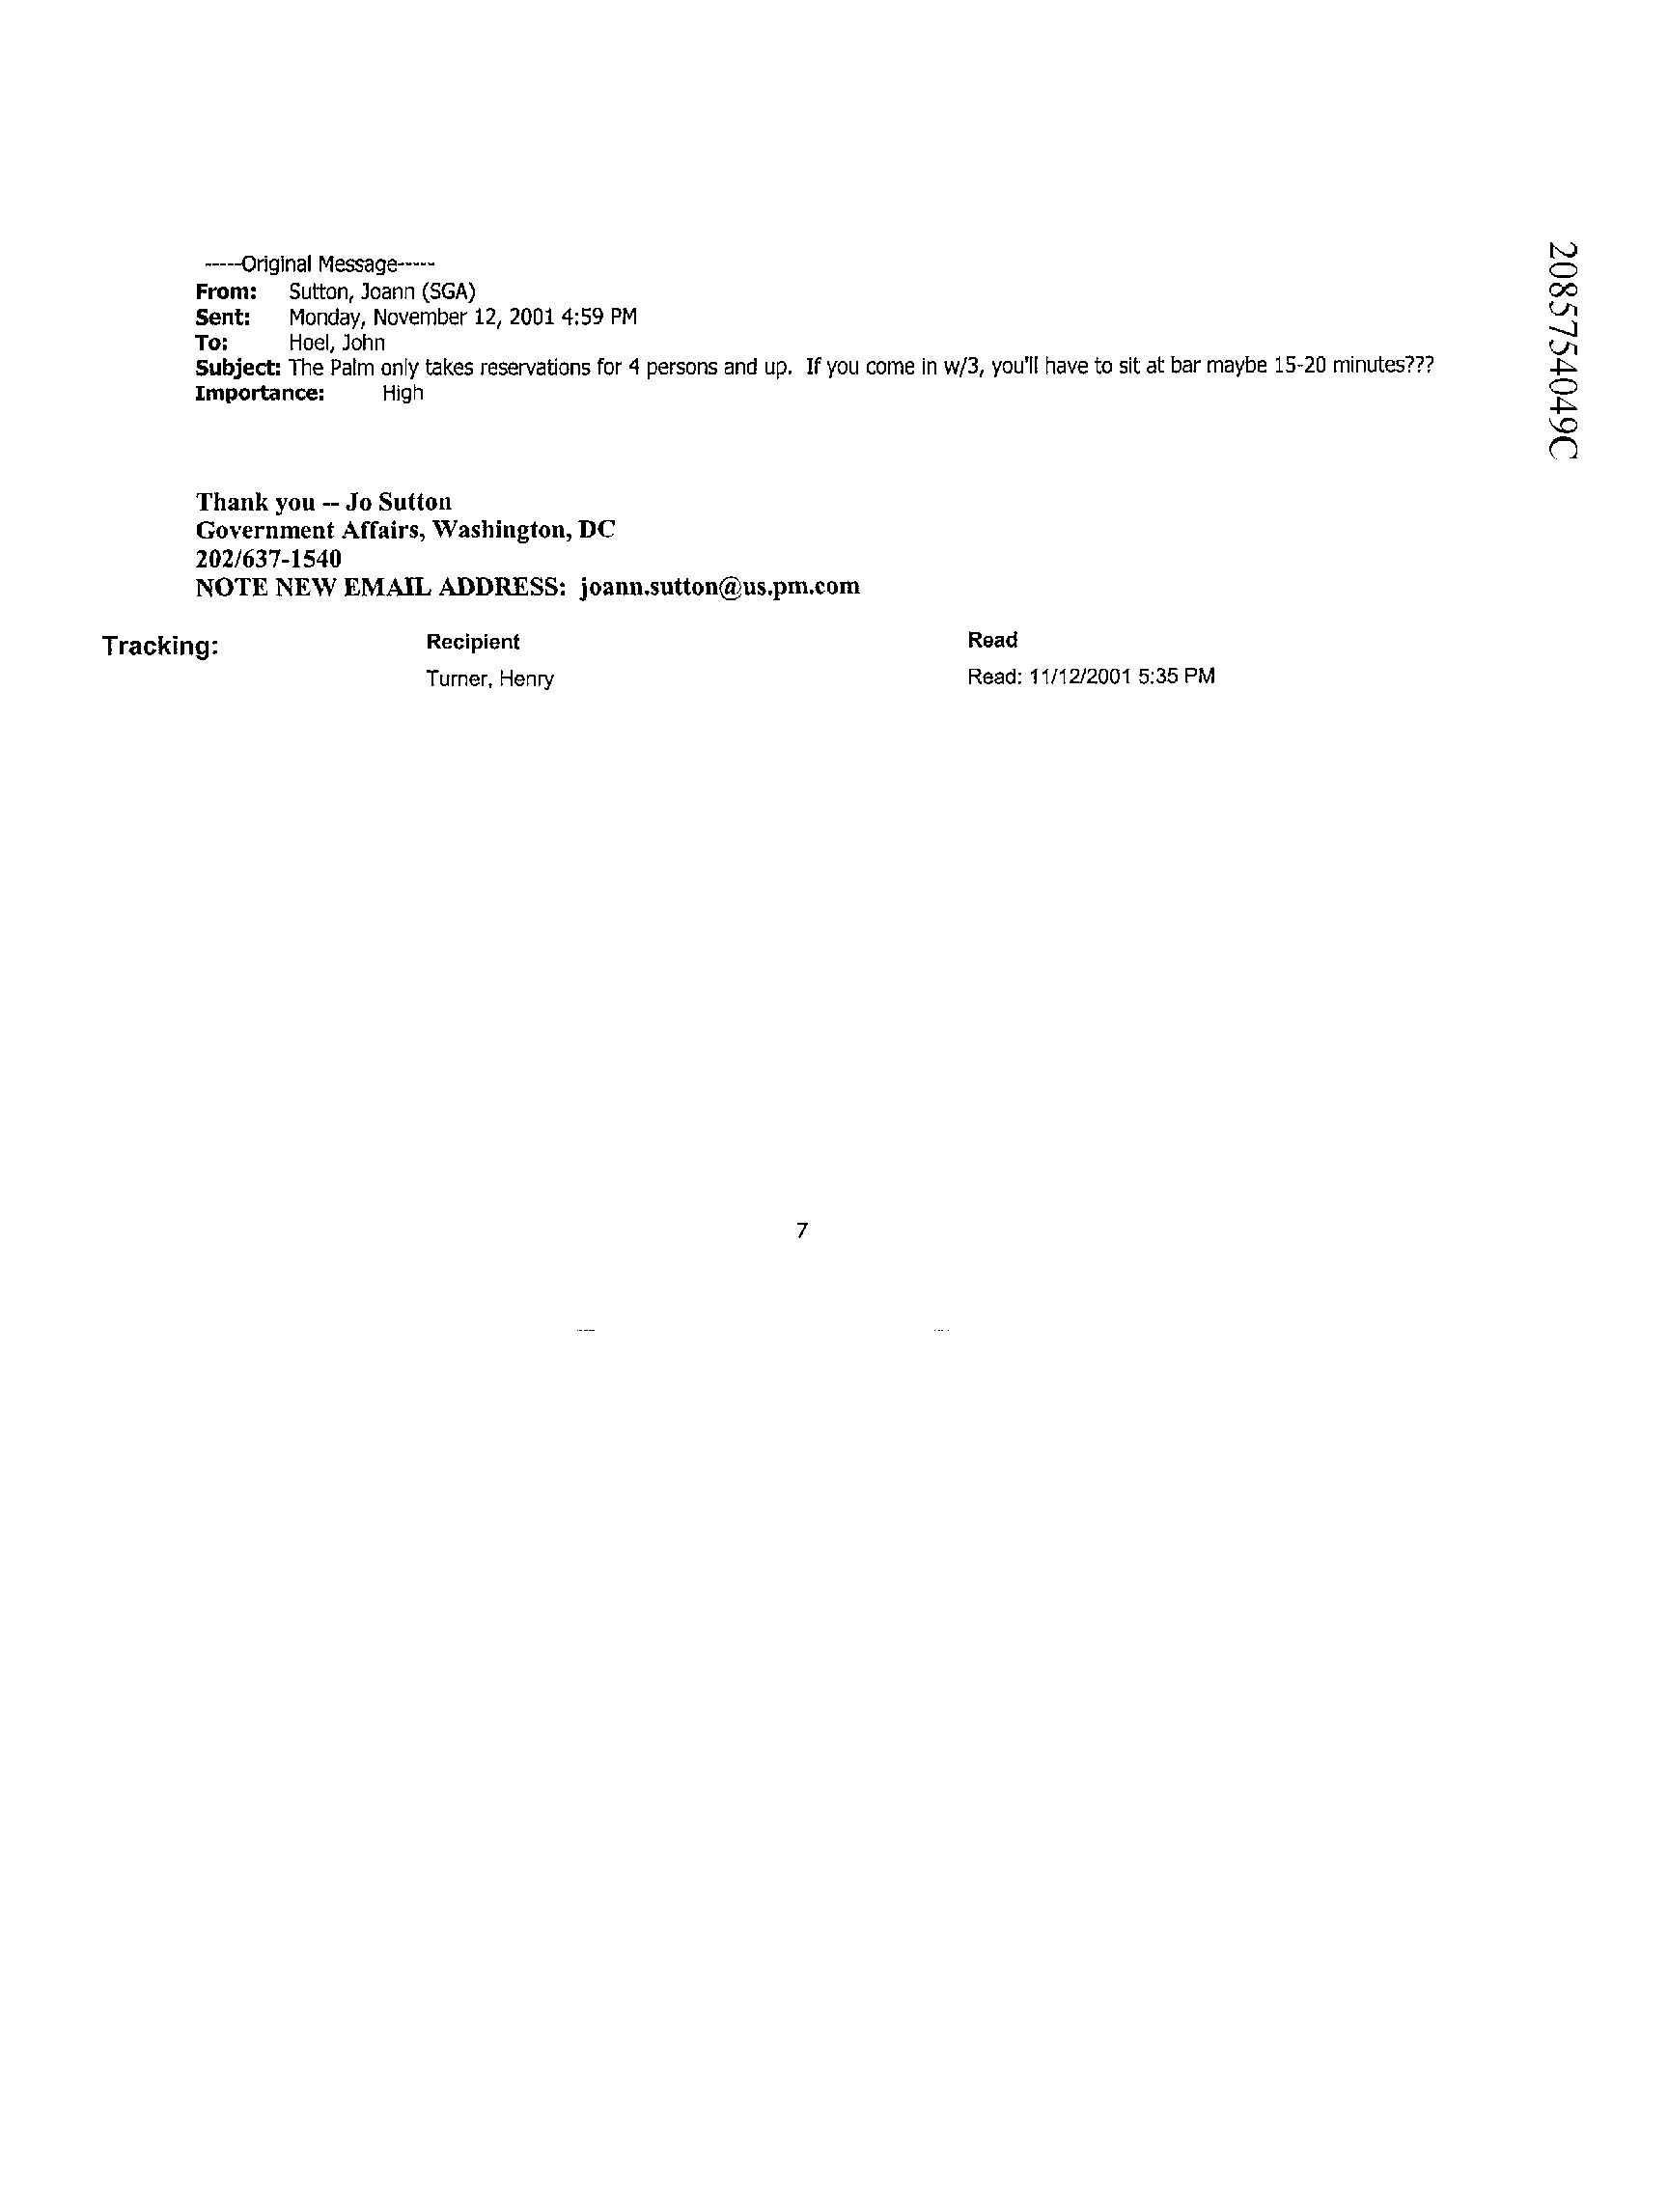 -----Original Message-----
From: Sutton, Joann (SGA)
Sent: Monday, November 12, 2001 4:59 PM
To: Hoel, John
Subject: The Palm only takes reservations for 4 persons and up. If you come in w/3, you'll have to sit at bar maybe 15-20 minutes???
Importance: High
Thank you -- Jo Sutton
Government Affairs, Washington, DC
202/637-1540
NOTE NEW EMAIL ADDRESS: joann.sutton@us.pm.com
Tracking: Recipient Read
Turner, Henry Read: 11/12/2001 5:35 PM
7
2085754049C